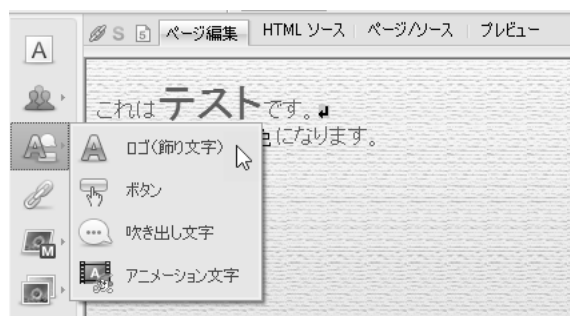 S 5 ページ編集 HTML ソース ページ/ソース プレビュー
A
これはテストです。
になります。
ロゴ(飾り文字)
ボタン
吹き出し文字
アニメーション文字
M